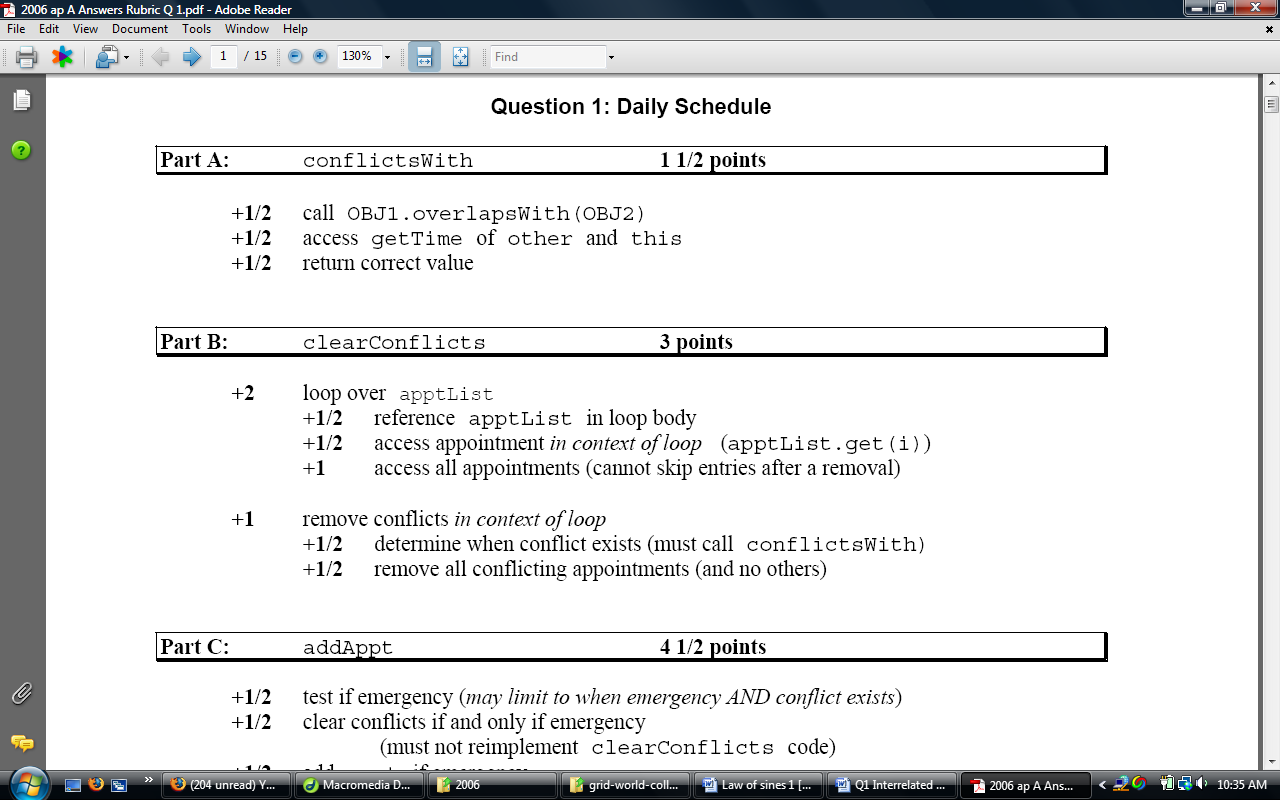 2006 ap A Answers Rubric Q 1.pdf - Adobe Reader
File Edit View Document Tools Window Help
1 / 15 130% Find
Question 1: Daily Schedule
Part A: conflictsWith 1 1/2 points
+1/2 call OBJ1.overlapsWith(OBJ2)
+1/2 access getTime of other and this
+1/2 return correct value
Part B: clearConflicts 3 points
+2 loop over apptList
+1/2 reference apptList in loop body
+1/2 access appointment in context of loop (apptList.get(i))
+1 access all appointments (cannot skip entries after a removal)
+1 remove conflicts in context of loop
+1/2 determine when conflict exists (must call conflictsWith)
+1/2 remove all conflicting appointments (and no others)
Part C: addAppt 4 1/2 points
+1/2 test if emergency (may limit to when emergency AND conflict exists)
+1/2 clear conflicts if and only if emergency
(must not reimplement clearConflicts code)
(204 unread) Y... Macromedia D... 2006 grid-world-coll... Law of sines 1 [... Q1 Interrelated ... 2006 ap A Ans... 10:35 AM